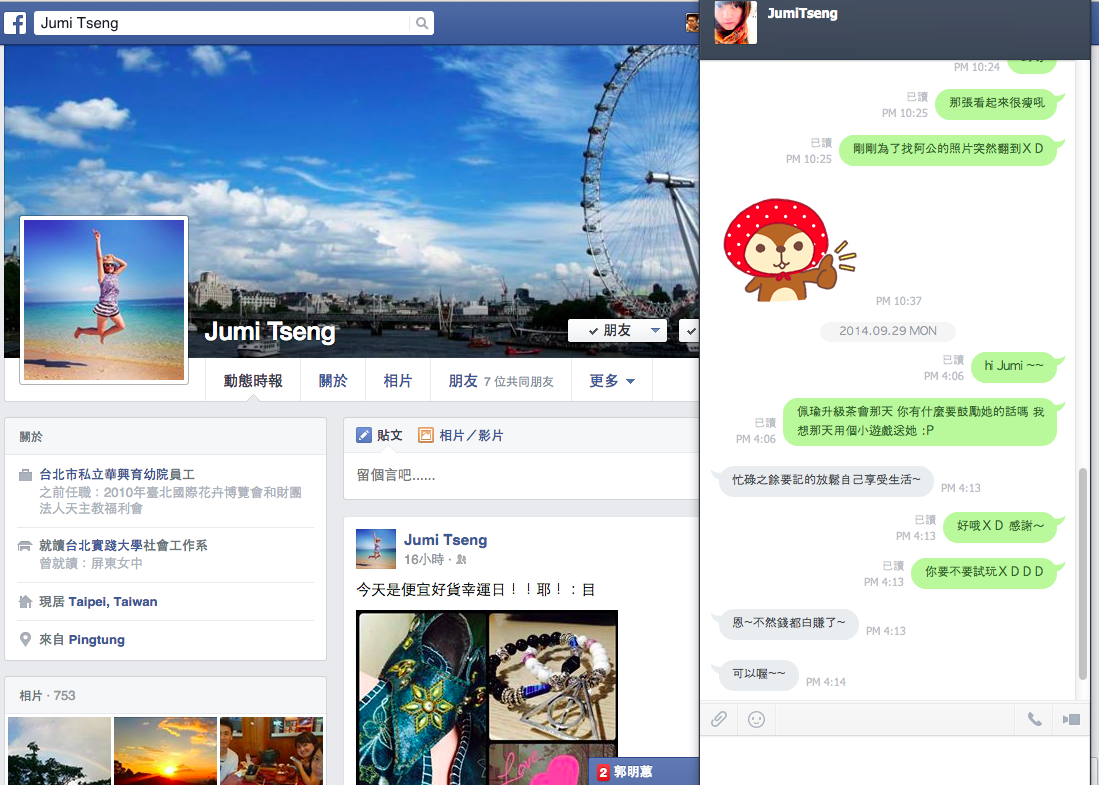 Jumi Tseng
Jumi Tseng
朋友
動態時報
關於
相片
朋友 7 位共同朋友
更多
關於
台北市私立華興育幼院員工
之前任職：2010年臺北國際花卉博覽會和財團
法人天主教福利會
就讀台北實踐大學社會工作系
曾就讀：屏東女中
現居 Taipei, Taiwan
來自 Pingtung
相片 · 753
貼文
相片／影片
留個言吧......
Jumi Tseng
16小時 ·
今天是便宜好貨幸運日！！耶！：目
Love
2 郭明蕙
JumiTseng
PM 10:24
已讀
PM 10:25
那張看起來很瘦吼
已讀
PM 10:25
剛剛為了找阿公的照片突然翻到ＸＤ
PM 10:37
2014.09.29 MON
已讀
PM 4:06
hi Jumi ~~
佩瑜升級茶會那天 你有什麼要鼓勵她的話嗎 我
想那天用個小遊戲送她 :P
已讀
PM 4:06
忙碌之餘要記的放鬆自己享受生活~
PM 4:13
已讀
PM 4:13
好哦ＸＤ 感謝～
已讀
PM 4:13
你要不要試玩ＸＤＤＤ
恩~不然錢都白賺了~
PM 4:13
可以喔~~
PM 4:14